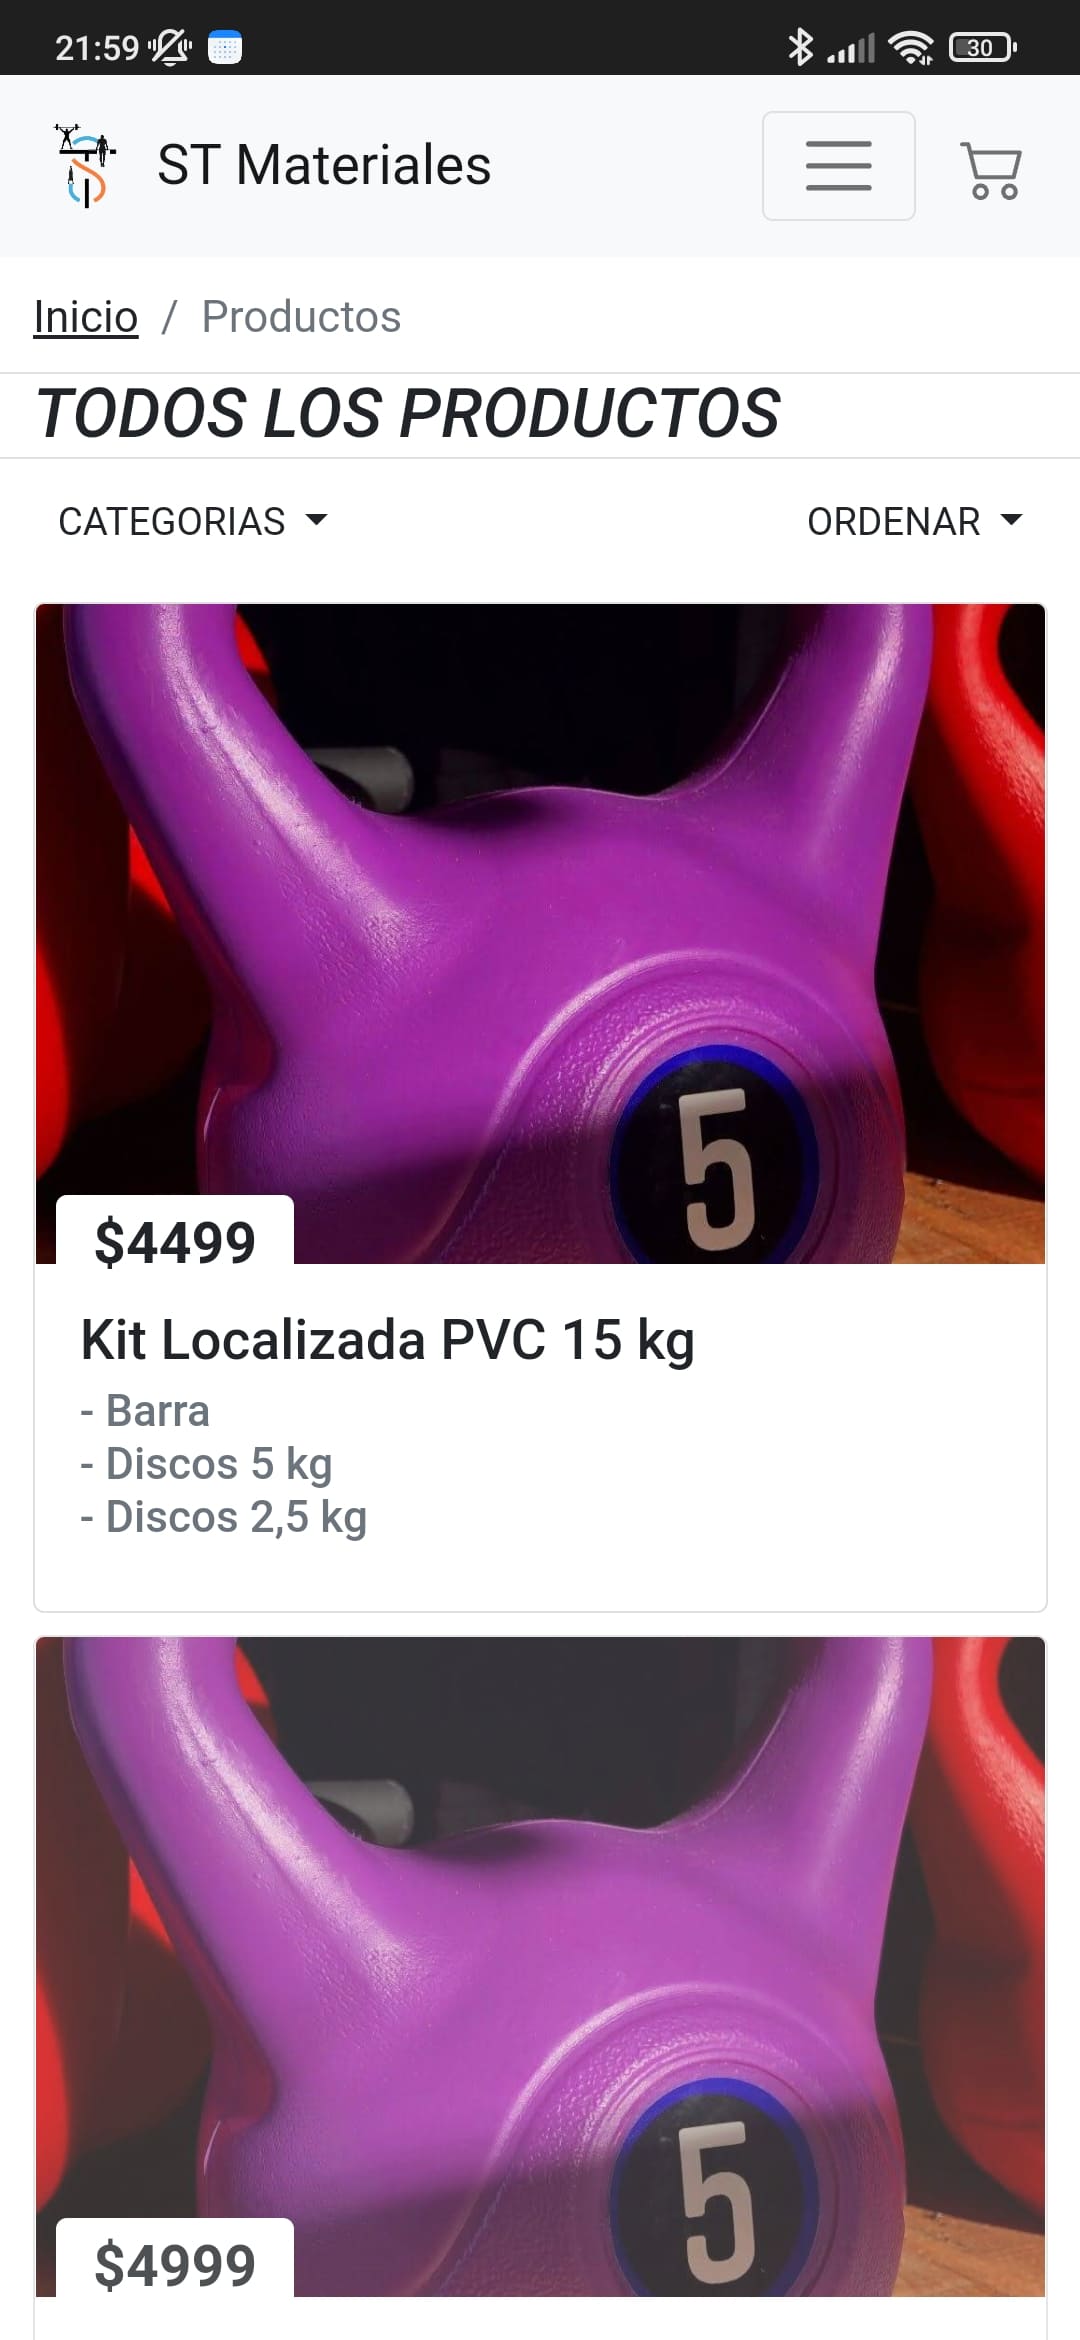 21:59
30
ST Materiales
Inicio / Productos
TODOS LOS PRODUCTOS
CATEGORIAS
ORDENAR
5
$4499
Kit Localizada PVC 15 kg
- Barra
- Discos 5 kg
- Discos 2,5 kg
5
$4999